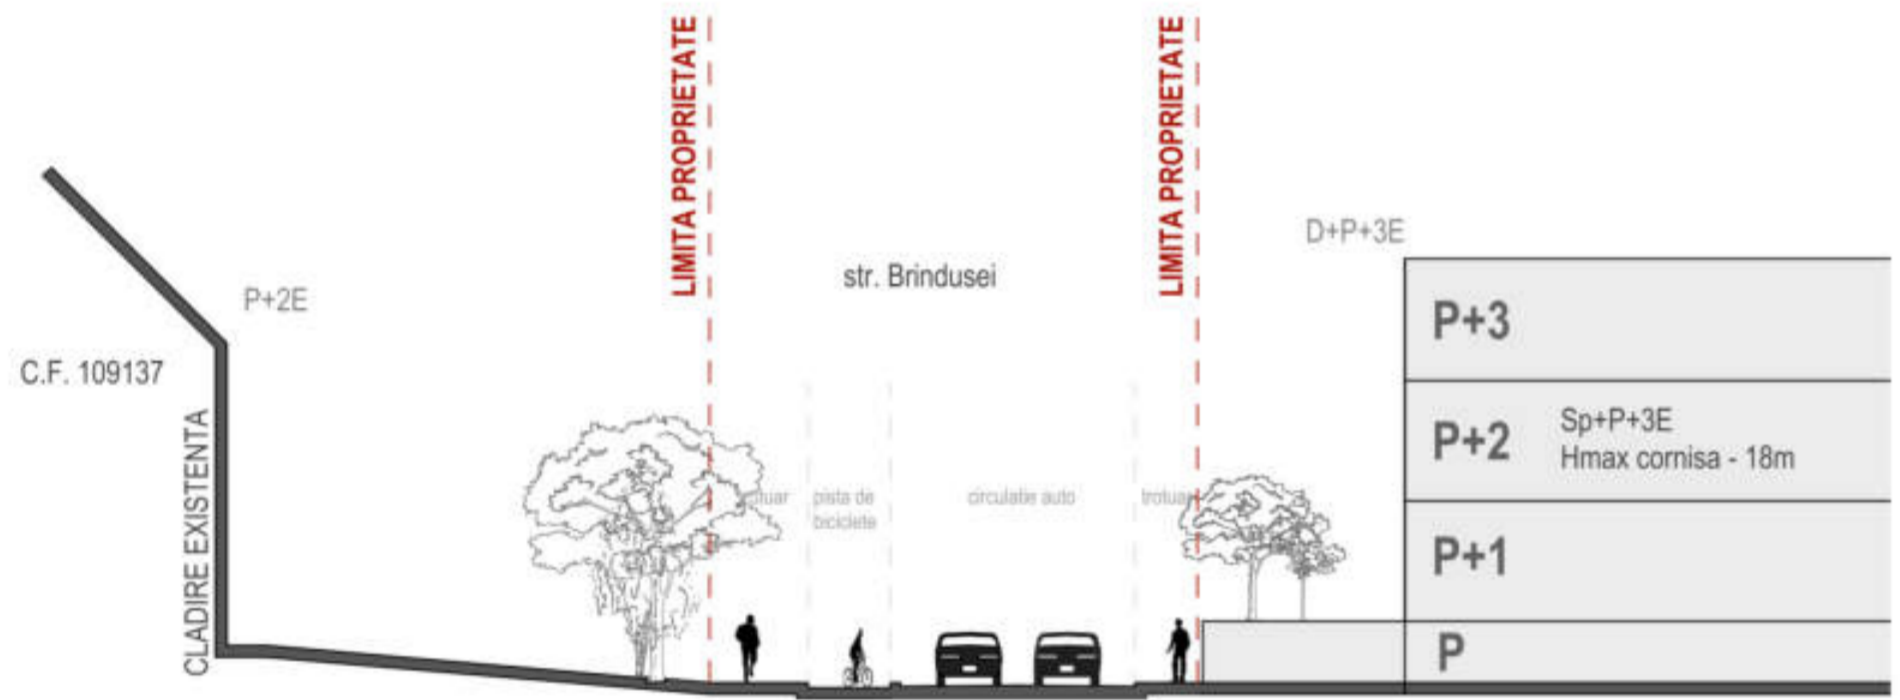 LIMITA PROPRIETATE
LIMITA PROPRIETATE
D+P+3E
str. Brindusei
P+2E
P+3
C.F. 109137
CLADIRE EXISTENTA
P+2
Sp+P+3E
Hmax cornisa - 18m
pista de
biciclete
circulatie auto
P+1
P